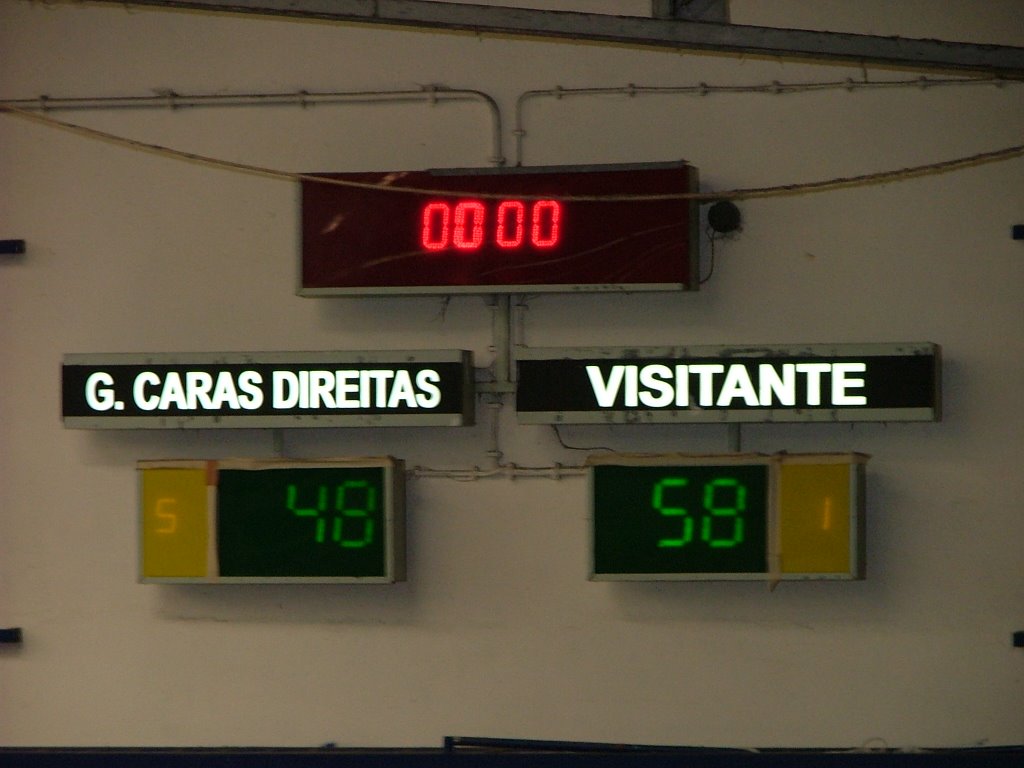 00 00
G. CARAS DIREITAS
VISITANTE
5 48
58 1